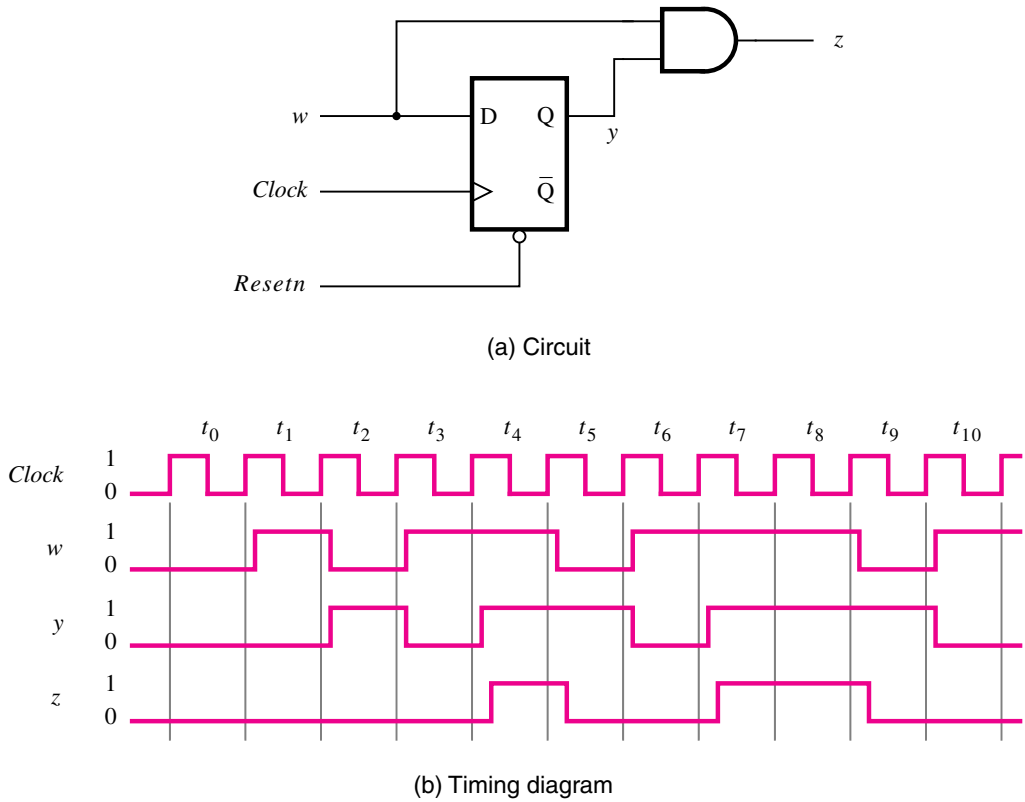 z
w
D
Q
y
Clock
Q̅
Resetn
(a) Circuit
t0 t1 t2 t3 t4 t5 t6 t7 t8 t9 t10
Clock 1
0
w 1
0
y 1
0
z 1
0
(b) Timing diagram